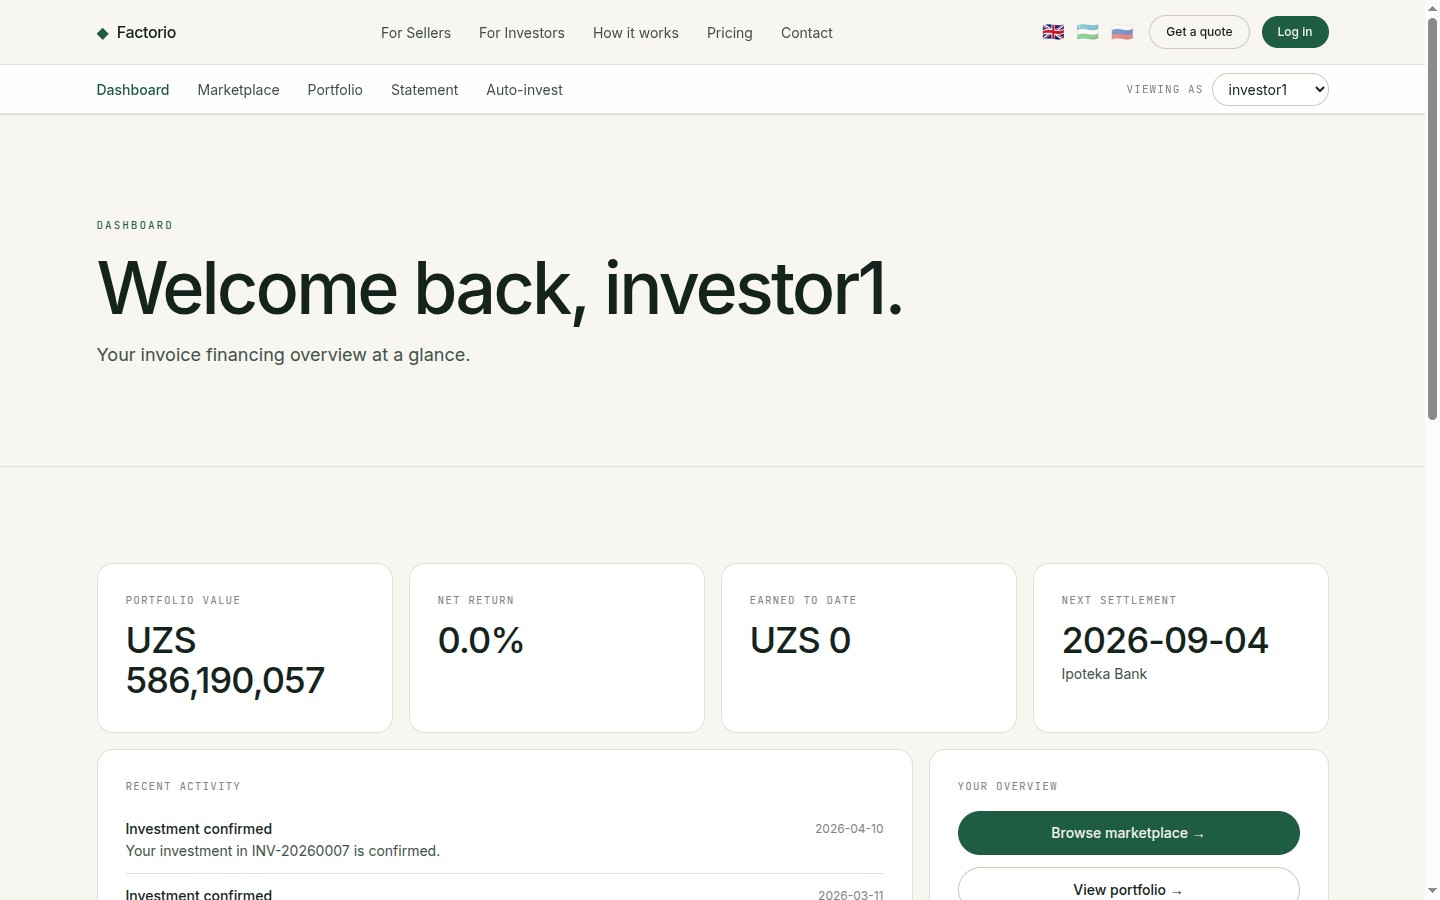 Factorio
For Sellers
For Investors
How it works
Pricing
Contact
Get a quote
Log in
Dashboard
Marketplace
Portfolio
Statement
Auto-invest
VIEWING AS
investor1
DASHBOARD
Welcome back, investor1.
Your invoice financing overview at a glance.
PORTFOLIO VALUE
UZS
586,190,057
NET RETURN
0.0%
EARNED TO DATE
UZS 0
NEXT SETTLEMENT
2026-09-04
Ipoteka Bank
RECENT ACTIVITY
Investment confirmed
2026-04-10
Your investment in INV-20260007 is confirmed.
Investment confirmed
2026-03-11
YOUR OVERVIEW
Browse marketplace →
View portfolio →